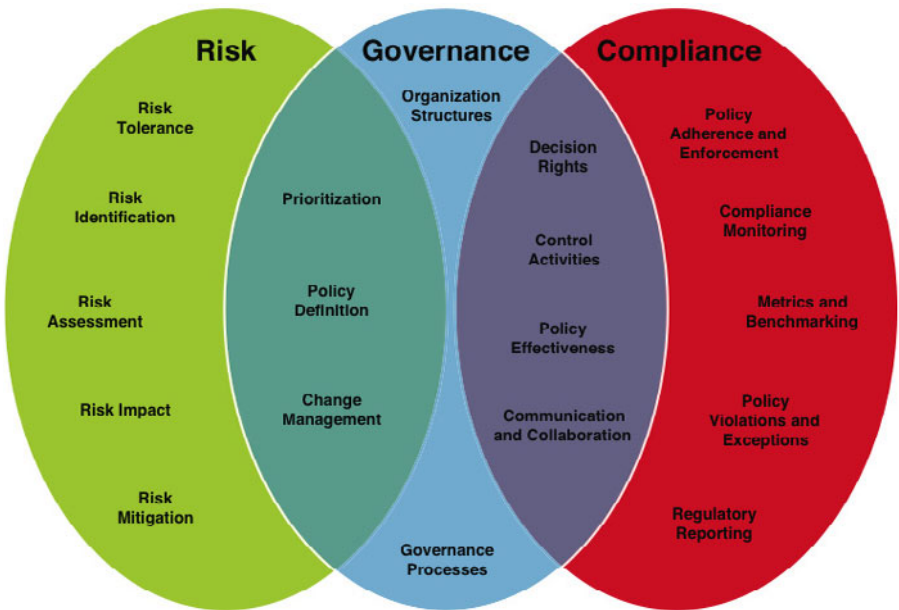 Risk
Governance
Compliance
Risk
Tolerance
Risk
Identification
Risk
Assessment
Risk Impact
Risk
Mitigation
Prioritization
Policy
Definition
Change
Management
Organization
Structures
Governance
Processes
Decision
Rights
Control
Activities
Policy
Effectiveness
Communication
and Collaboration
Policy
Adherence and
Enforcement
Compliance
Monitoring
Metrics and
Benchmarking
Policy
Violations and
Exceptions
Regulatory
Reporting